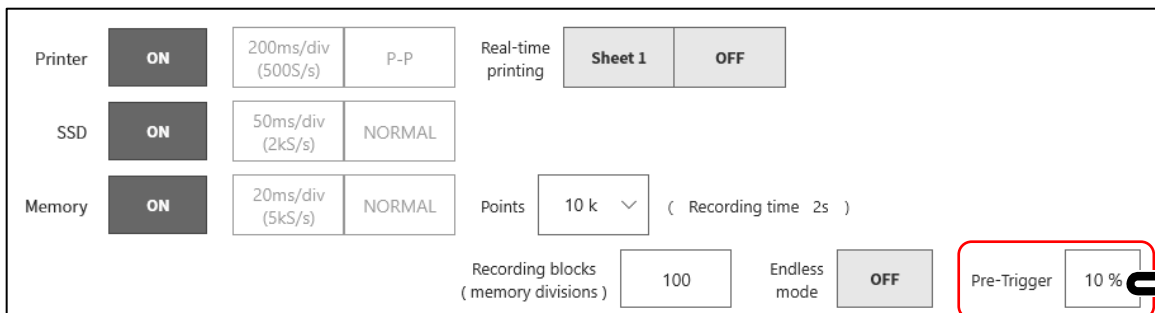 Printer ON 200ms/div (500S/s) P-P Real-time printing Sheet 1 OFF
SSD ON 50ms/div (2kS/s) NORMAL
Memory ON 20ms/div (5kS/s) NORMAL Points 10 k ( Recording time 2s )
Recording blocks ( memory divisions ) 100 Endless mode OFF Pre-Trigger 10 %